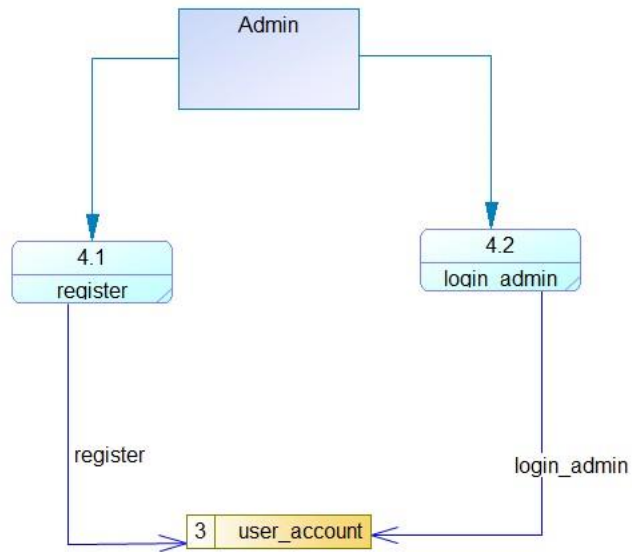 Admin
4.1
register
4.2
login_admin
register
login_admin
3 user_account